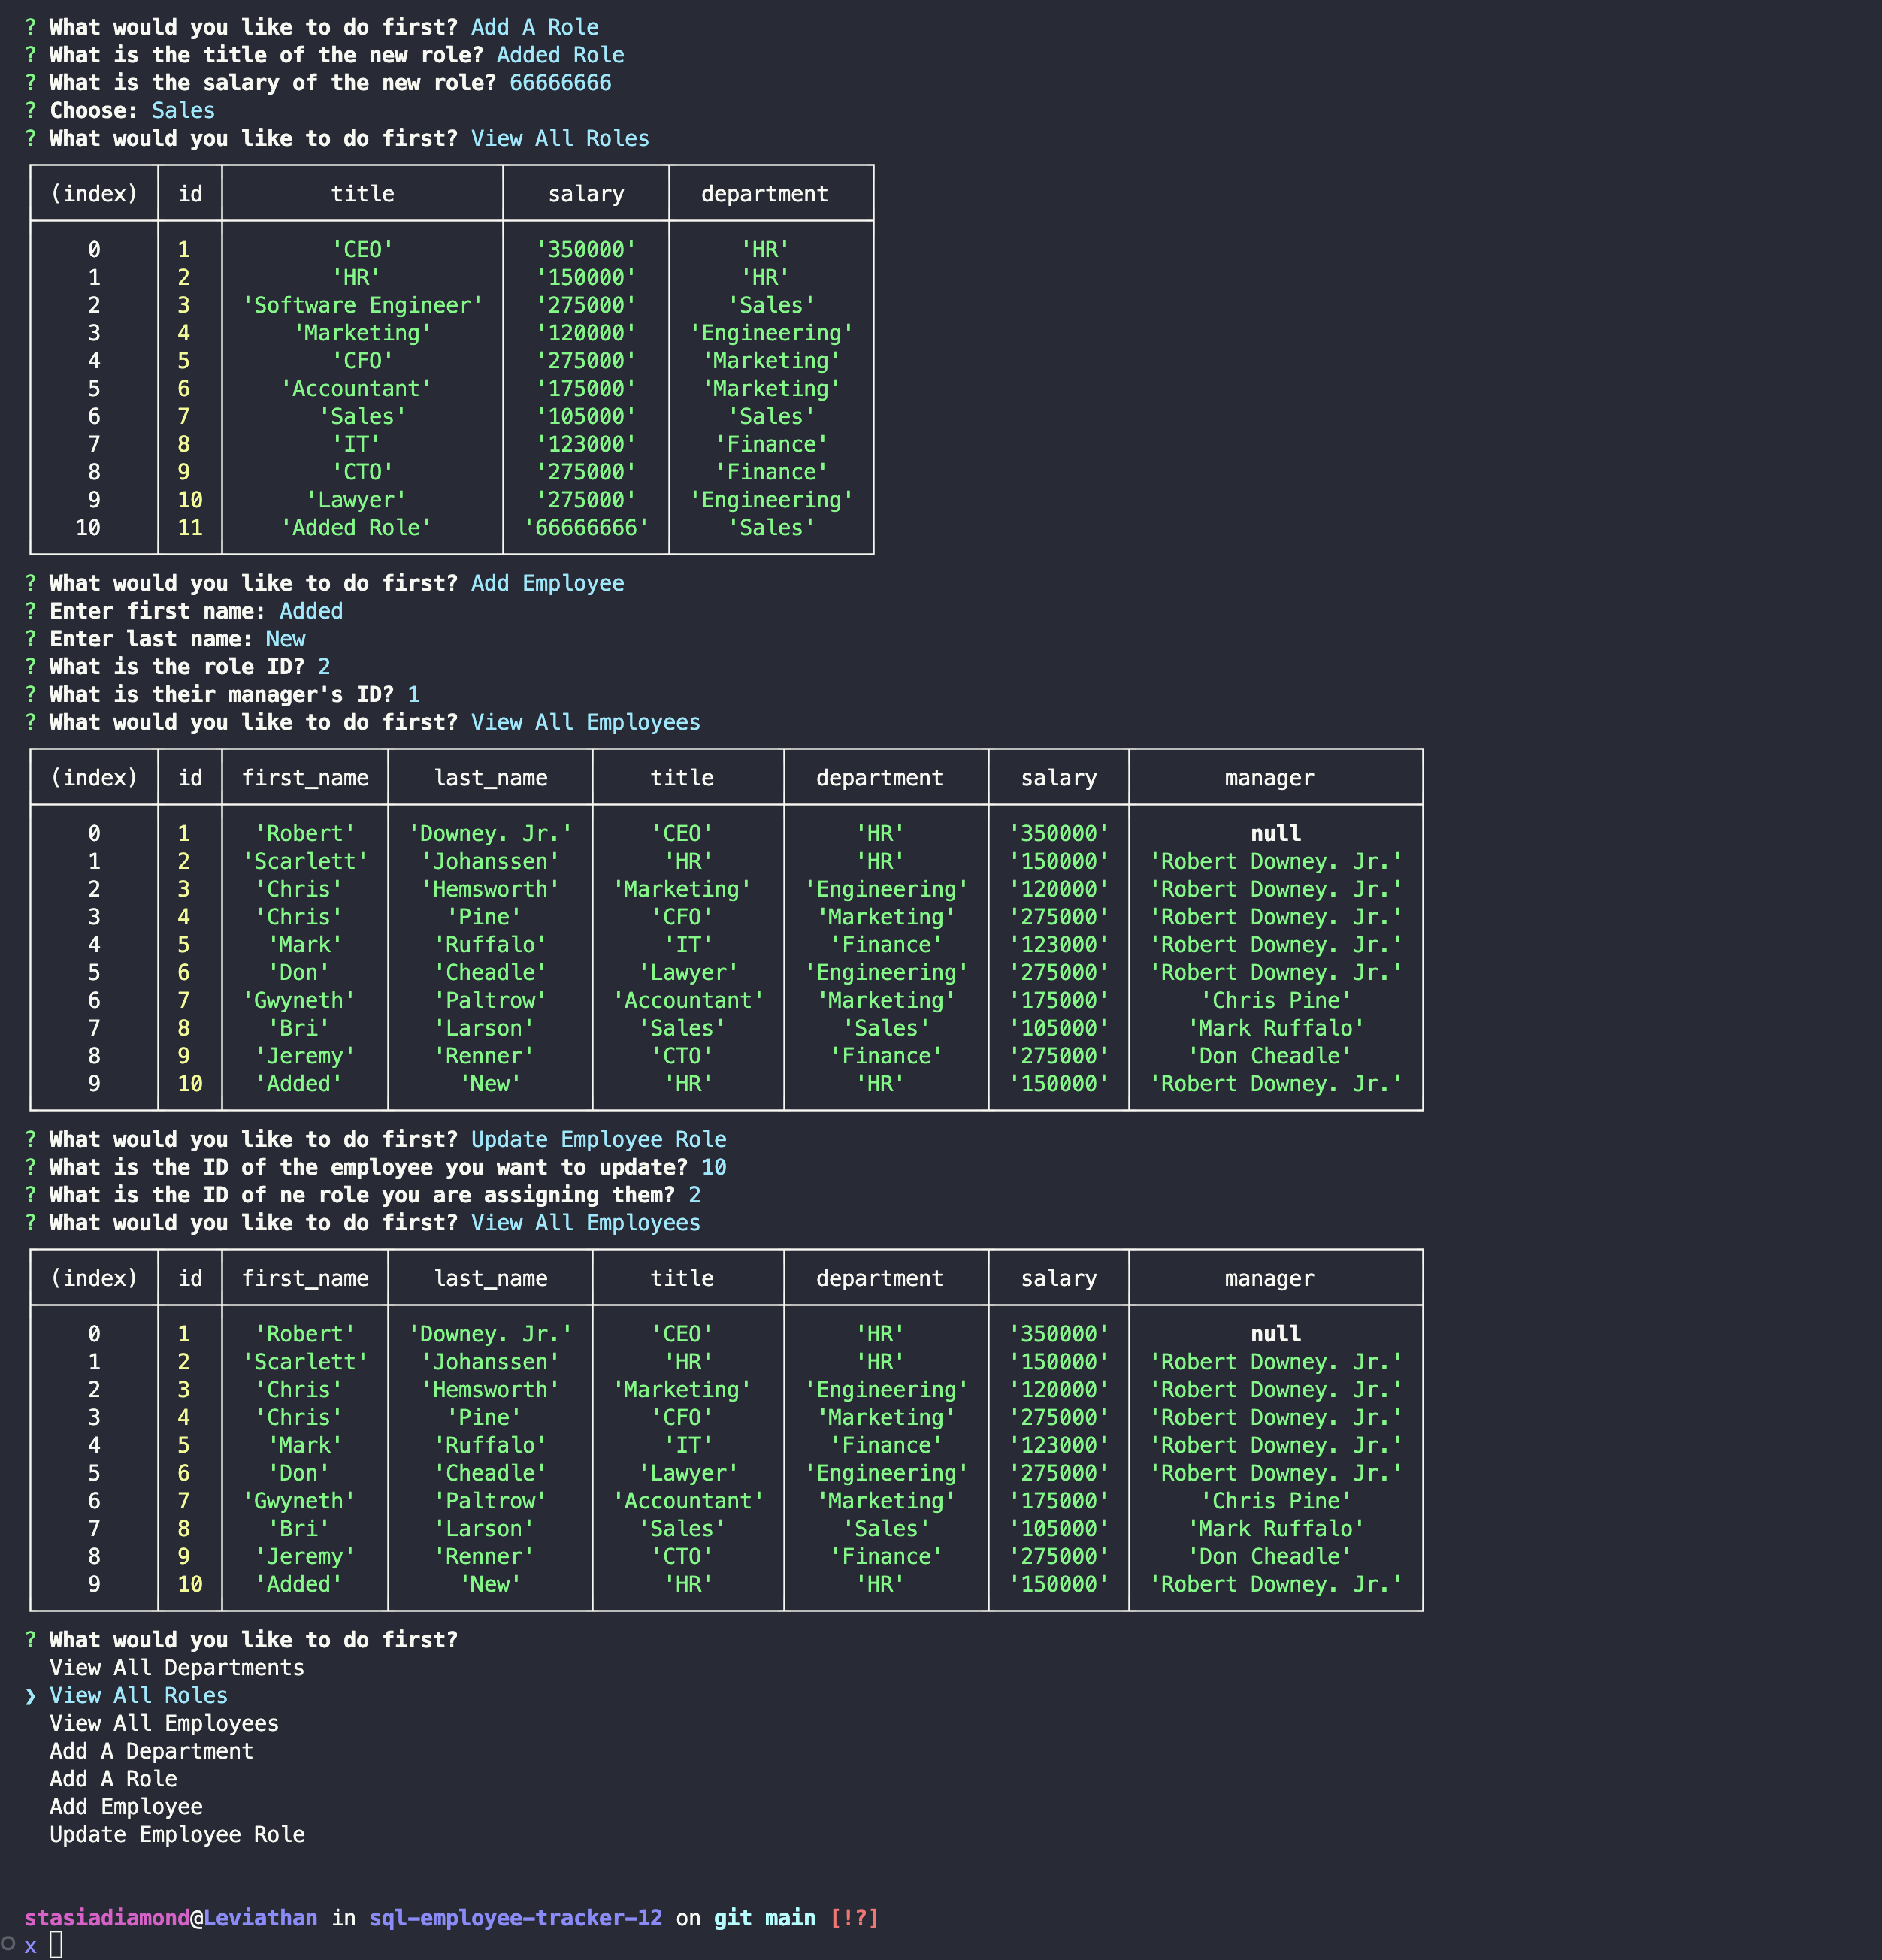 ? What would you like to do first? Add A Role
? What is the title of the new role? Added Role
? What is the salary of the new role? 66666666
? Choose: Sales
? What would you like to do first? View All Roles
(index) id title salary department
0 1 'CEO' '350000' 'HR'
1 2 'HR' '150000' 'HR'
2 3 'Software Engineer' '275000' 'Sales'
3 4 'Marketing' '120000' 'Engineering'
4 5 'CFO' '275000' 'Marketing'
5 6 'Accountant' '175000' 'Marketing'
6 7 'Sales' '105000' 'Sales'
7 8 'IT' '123000' 'Finance'
8 9 'CTO' '275000' 'Finance'
9 10 'Lawyer' '275000' 'Engineering'
10 11 'Added Role' '66666666' 'Sales'
? What would you like to do first? Add Employee
? Enter first name: Added
? Enter last name: New
? What is the role ID? 2
? What is their manager's ID? 1
? What would you like to do first? View All Employees
(index) id first_name last_name title department salary manager
0 1 'Robert' 'Downey. Jr.' 'CEO' 'HR' '350000' null
1 2 'Scarlett' 'Johanssen' 'HR' 'HR' '150000' 'Robert Downey. Jr.'
2 3 'Chris' 'Hemsworth' 'Marketing' 'Engineering' '120000' 'Robert Downey. Jr.'
3 4 'Chris' 'Pine' 'CFO' 'Marketing' '275000' 'Robert Downey. Jr.'
4 5 'Mark' 'Ruffalo' 'IT' 'Finance' '123000' 'Robert Downey. Jr.'
5 6 'Don' 'Cheadle' 'Lawyer' 'Engineering' '275000' 'Robert Downey. Jr.'
6 7 'Gwyneth' 'Paltrow' 'Accountant' 'Marketing' '175000' 'Chris Pine'
7 8 'Bri' 'Larson' 'Sales' 'Sales' '105000' 'Mark Ruffalo'
8 9 'Jeremy' 'Renner' 'CTO' 'Finance' '275000' 'Don Cheadle'
9 10 'Added' 'New' 'HR' 'HR' '150000' 'Robert Downey. Jr.'
? What would you like to do first? Update Employee Role
? What is the ID of the employee you want to update? 10
? What is the ID of ne role you are assigning them? 2
? What would you like to do first? View All Employees
(index) id first_name last_name title department salary manager
0 1 'Robert' 'Downey. Jr.' 'CEO' 'HR' '350000' null
1 2 'Scarlett' 'Johanssen' 'HR' 'HR' '150000' 'Robert Downey. Jr.'
2 3 'Chris' 'Hemsworth' 'Marketing' 'Engineering' '120000' 'Robert Downey. Jr.'
3 4 'Chris' 'Pine' 'CFO' 'Marketing' '275000' 'Robert Downey. Jr.'
4 5 'Mark' 'Ruffalo' 'IT' 'Finance' '123000' 'Robert Downey. Jr.'
5 6 'Don' 'Cheadle' 'Lawyer' 'Engineering' '275000' 'Robert Downey. Jr.'
6 7 'Gwyneth' 'Paltrow' 'Accountant' 'Marketing' '175000' 'Chris Pine'
7 8 'Bri' 'Larson' 'Sales' 'Sales' '105000' 'Mark Ruffalo'
8 9 'Jeremy' 'Renner' 'CTO' 'Finance' '275000' 'Don Cheadle'
9 10 'Added' 'New' 'HR' 'HR' '150000' 'Robert Downey. Jr.'
? What would you like to do first?
View All Departments
❯ View All Roles
View All Employees
Add A Department
Add A Role
Add Employee
Update Employee Role
stasiadiamond@Leviathan in sql-employee-tracker-12 on git main [!?]
x